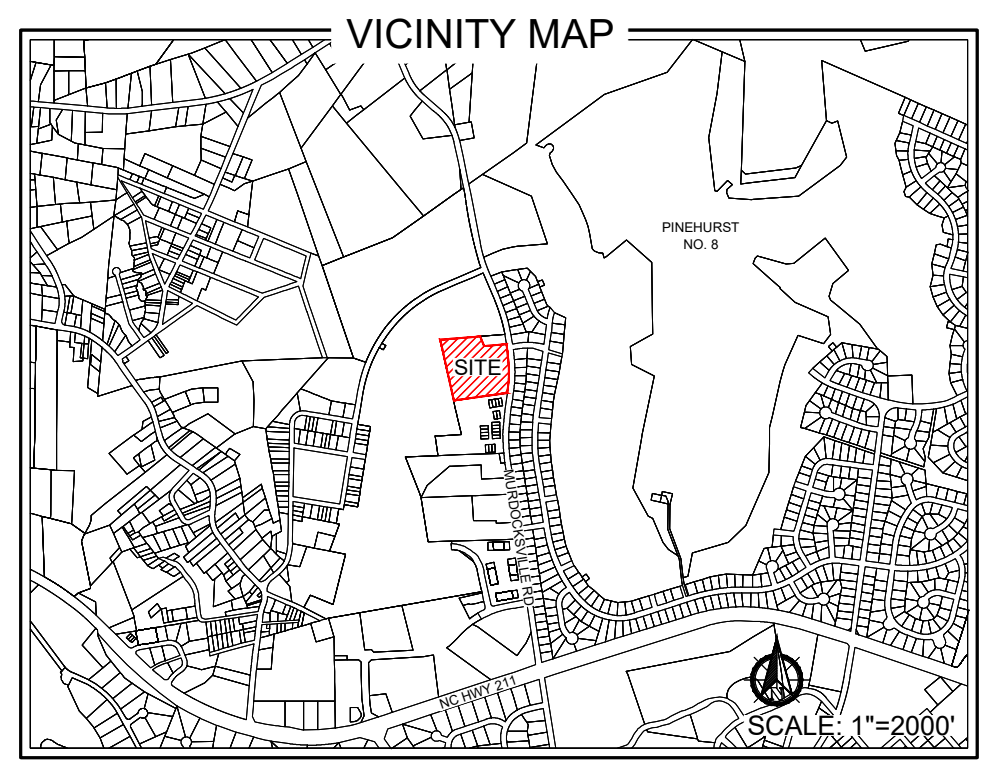 VICINITY MAP
PINEHURST
NO. 8
SITE
MURDOCKSVILLE RD
NC HWY 211
N
SCALE: 1"=2000'